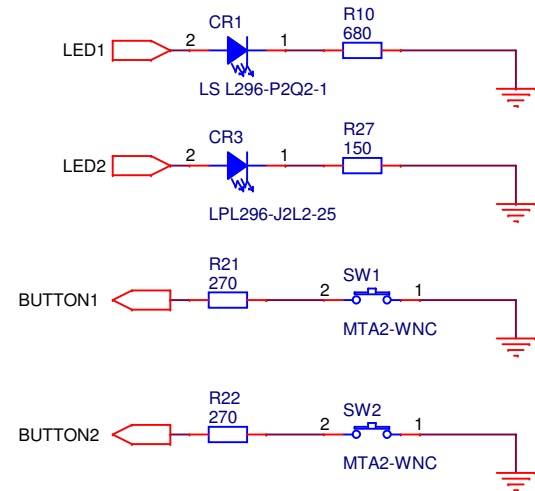 CR1
R10
LED1
2
1
680
LS L296-P2Q2-1
CR3
R27
LED2
2
1
150
LPL296-J2L2-25
R21
SW1
BUTTON1
270
2
1
MTA2-WNC
R22
SW2
BUTTON2
270
2
1
MTA2-WNC